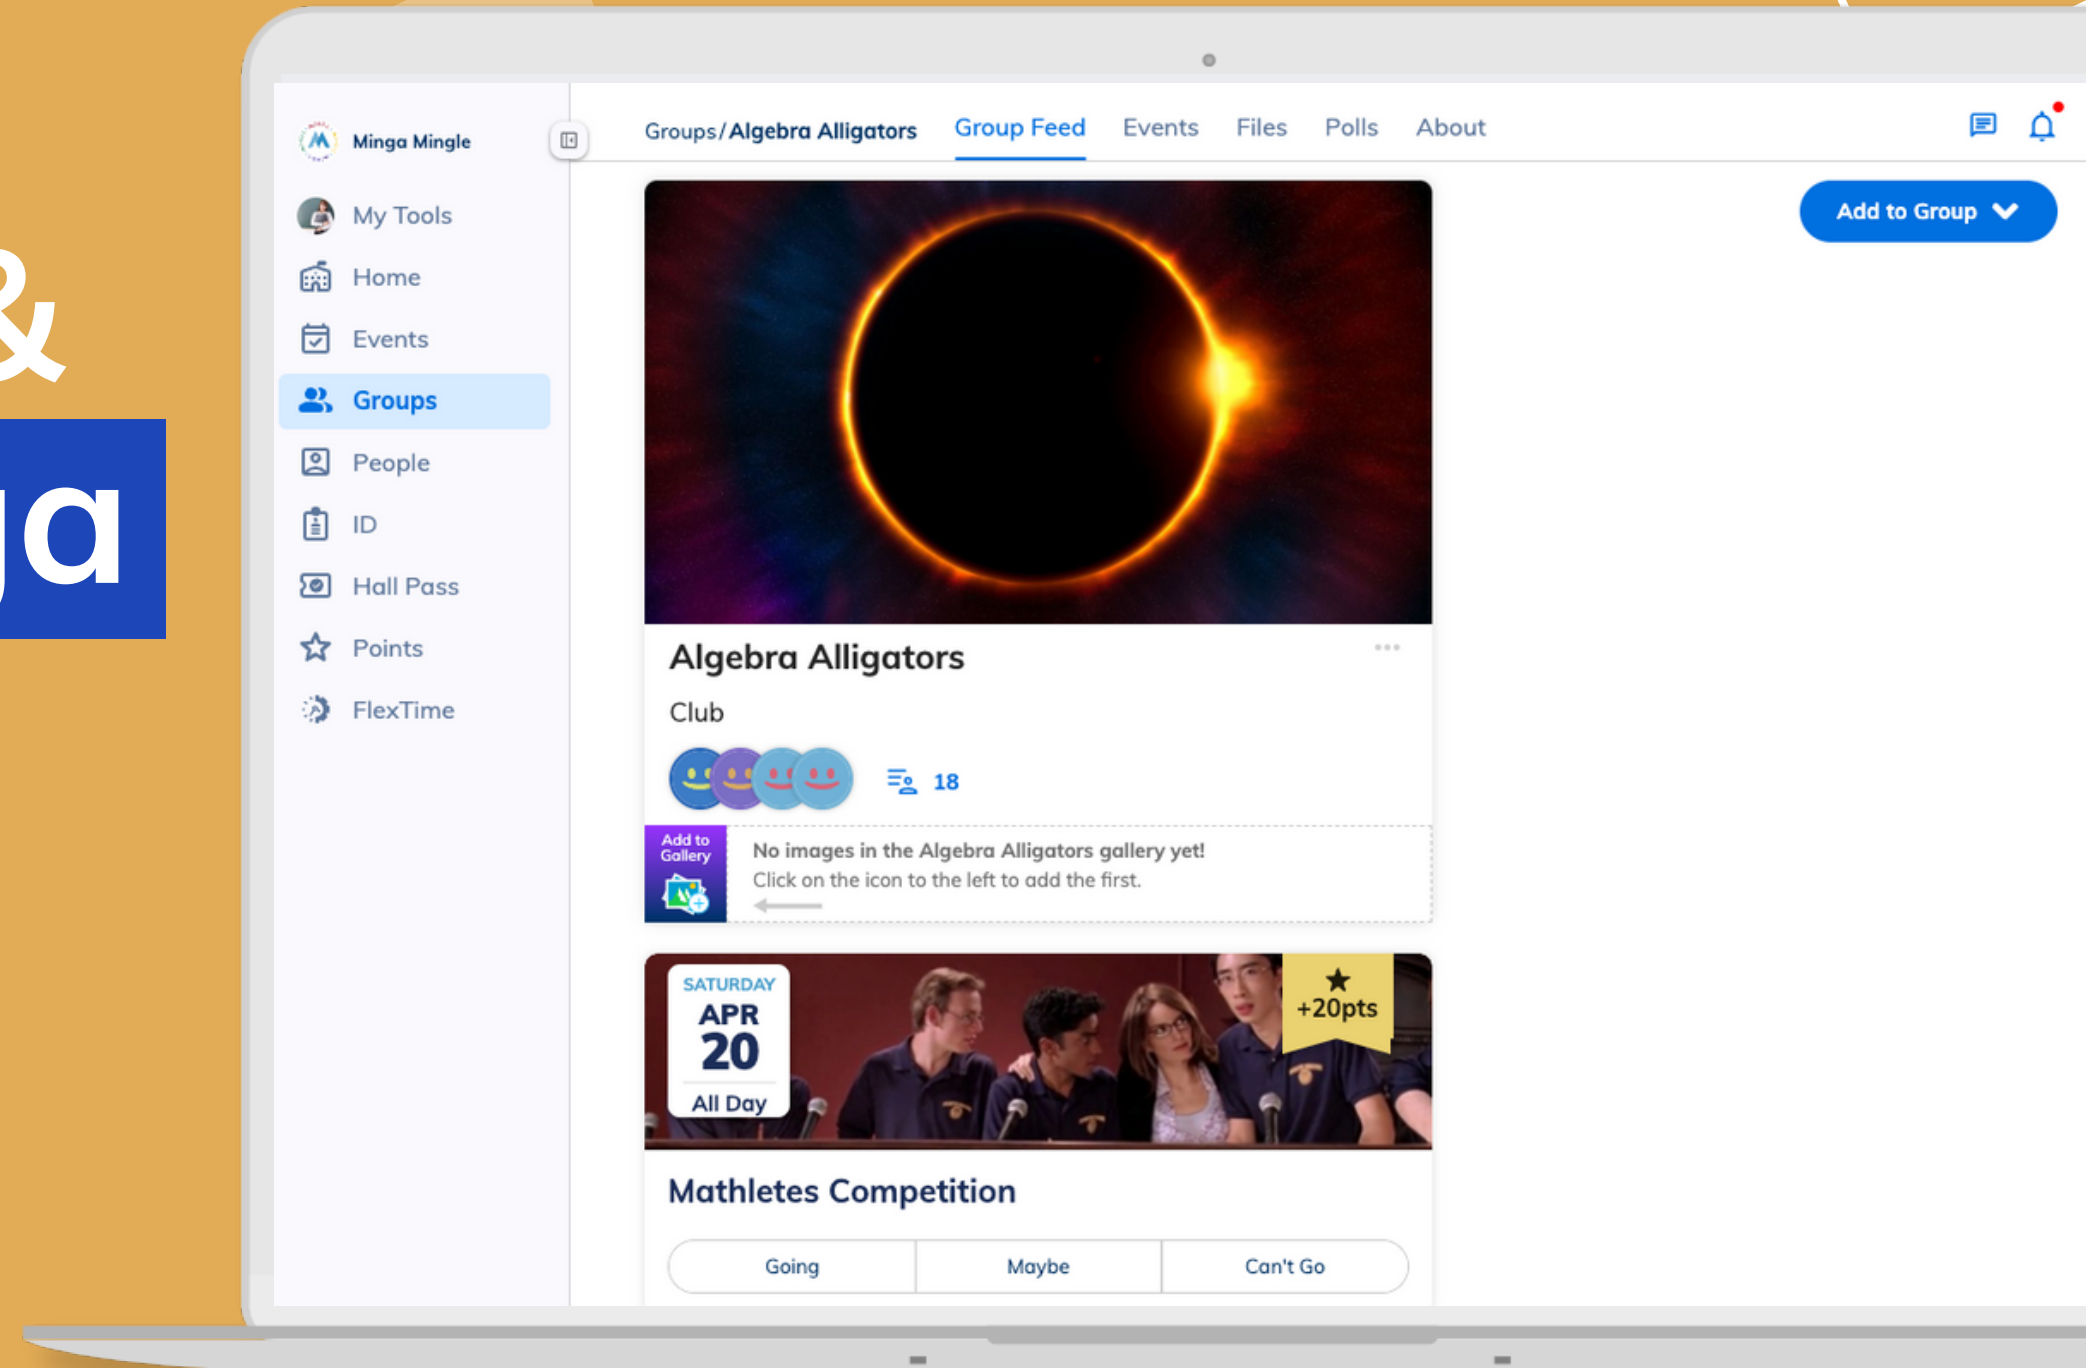 &
ga
Minga Mingle
My Tools
Home
Events
Groups
People
ID
Hall Pass
Points
FlexTime
Groups/Algebra Alligators Group Feed Events Files Polls About
Add to Group
Algebra Alligators
Club
18
Add to
Gallery
No images in the Algebra Alligators gallery yet!
Click on the icon to the left to add the first.
SATURDAY
APR
20
All Day
+20pts
Mathletes Competition
Going Maybe Can't Go